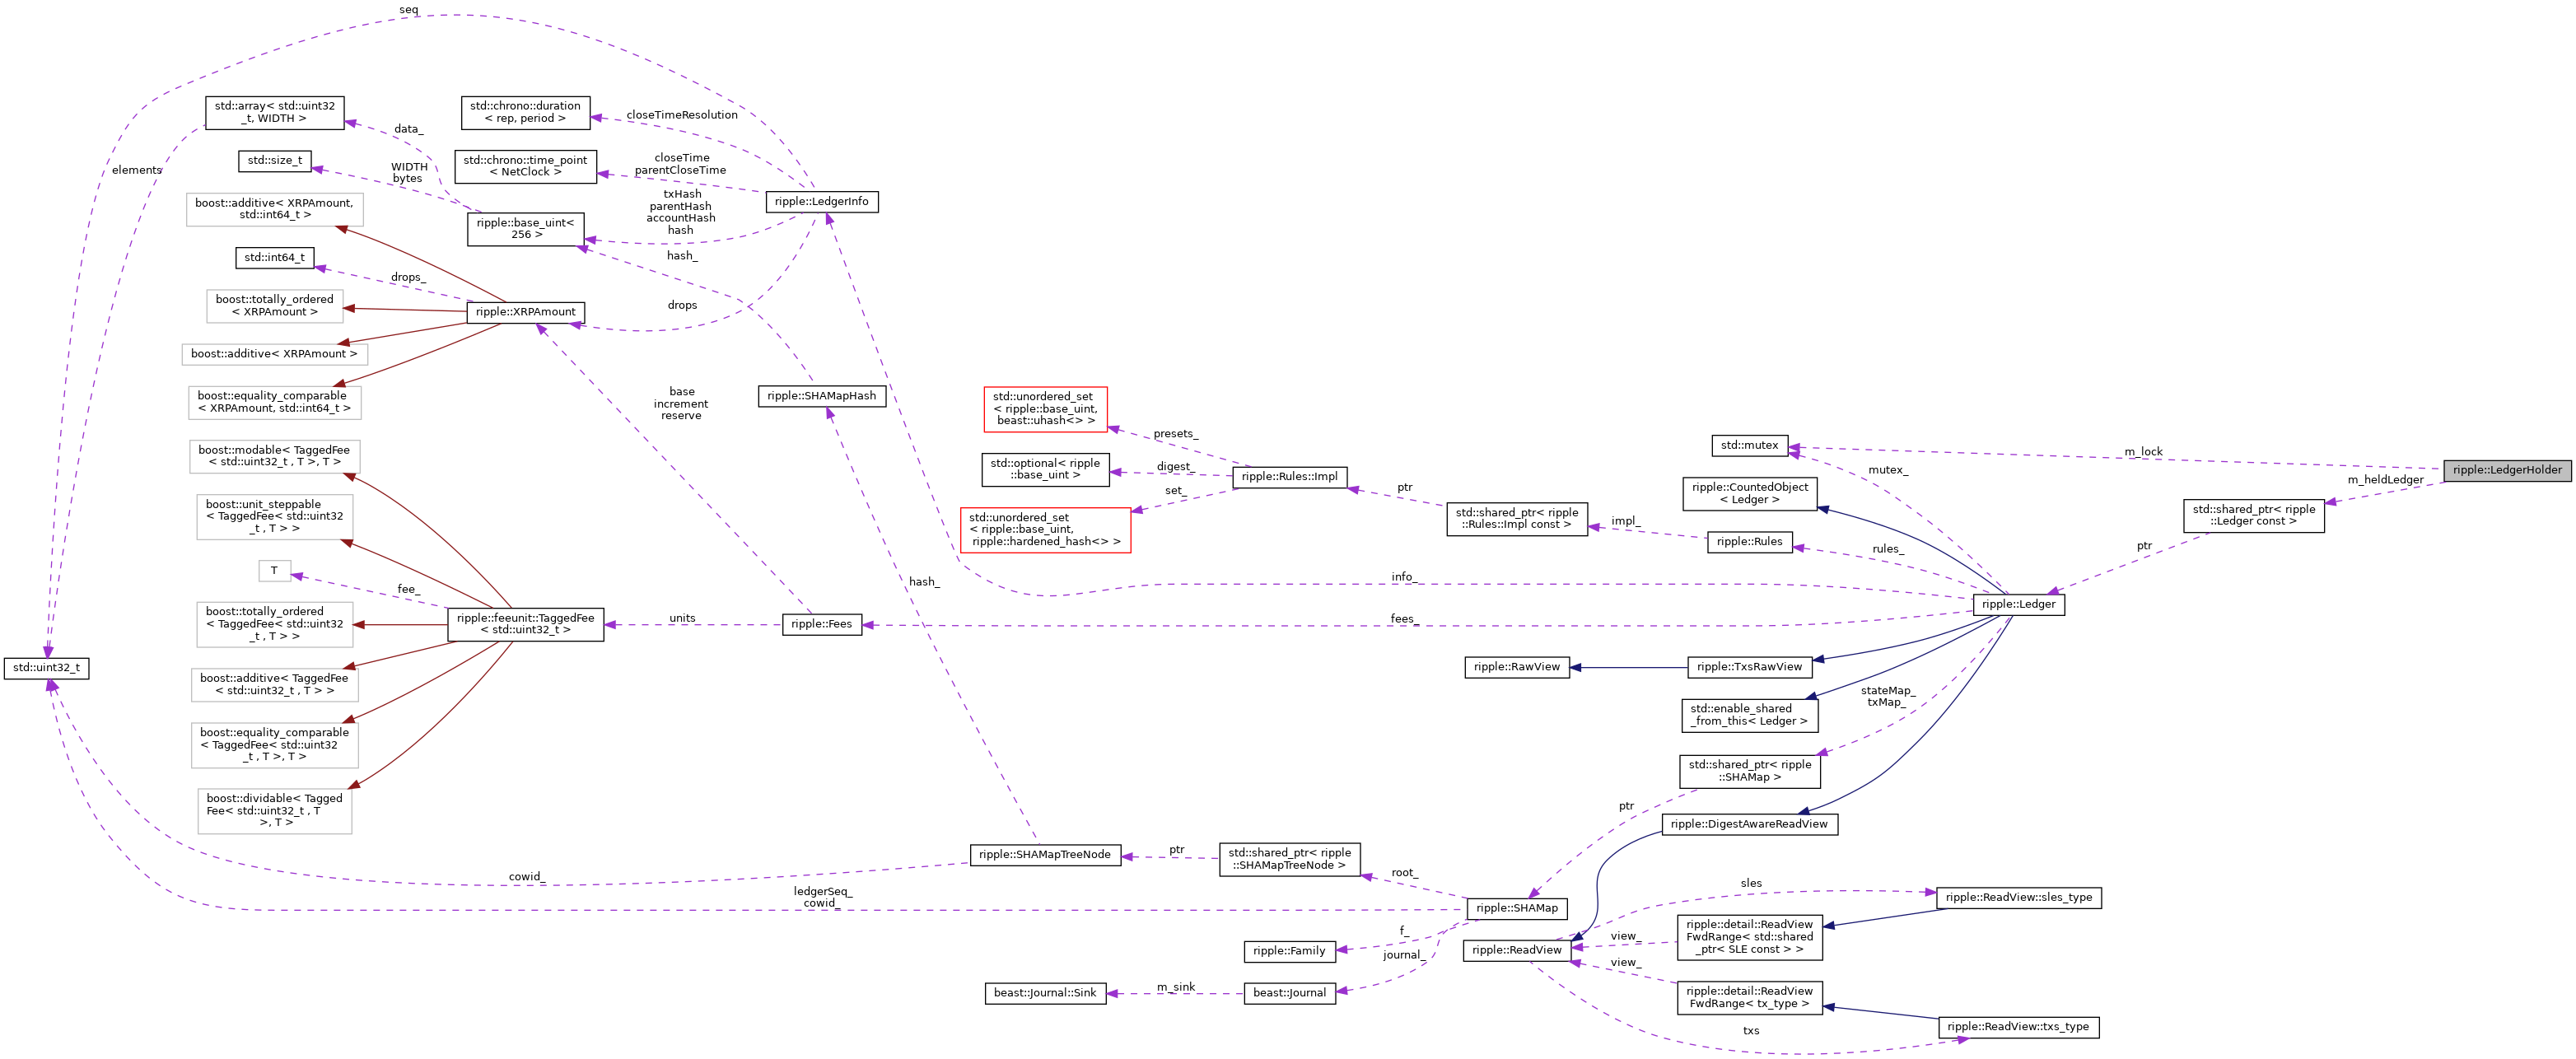 seq
std::array< std::uint32
_t, WIDTH >
elements
data_
std::size_t
WIDTH
bytes
std::chrono::duration
< rep, period >
closeTimeResolution
std::chrono::time_point
< NetClock >
closeTime
parentCloseTime
ripple::LedgerInfo
txHash
parentHash
accountHash
hash
ripple::base_uint<
256 >
hash_
boost::additive< XRPAmount,
std::int64_t >
std::int64_t
drops_
drops
boost::totally_ordered
< XRPAmount >
ripple::XRPAmount
boost::additive< XRPAmount >
boost::equality_comparable
< XRPAmount, std::int64_t >
base
increment
reserve
ripple::SHAMapHash
std::unordered_set
< ripple::base_uint,
beast::uhash<> >
presets_
std::optional< ripple
::base_uint >
digest_
ripple::Rules::Impl
set_
std::unordered_set
< ripple::base_uint,
ripple::hardened_hash<> >
ptr
std::shared_ptr< ripple
::Rules::Impl const >
impl_
ripple::Rules
rules_
std::mutex
m_lock
mutex_
ripple::LedgerHolder
m_heldLedger
std::shared_ptr< ripple
::Ledger const >
ptr
ripple::CountedObject
< Ledger >
ripple::Ledger
info_
fees_
hash_
boost::modable< TaggedFee
< std::uint32_t , T >, T >
boost::unit_steppable
< TaggedFee< std::uint32
_t , T > >
T
fee_
boost::totally_ordered
< TaggedFee< std::uint32
_t , T > >
ripple::feeunit::TaggedFee
< std::uint32_t >
units
ripple::Fees
std::uint32_t
boost::additive< TaggedFee
< std::uint32_t , T > >
boost::equality_comparable
< TaggedFee< std::uint32
_t , T >, T >
boost::dividable< Tagged
Fee< std::uint32_t , T
>, T >
ripple::RawView
ripple::TxsRawView
std::enable_shared
_from_this< Ledger >
stateMap_
txMap_
std::shared_ptr< ripple
::SHAMap >
ptr
ripple::DigestAwareReadView
ripple::SHAMapTreeNode
ptr
std::shared_ptr< ripple
::SHAMapTreeNode >
root_
cowid_
ledgerSeq_
cowid_
ripple::SHAMap
f_
ripple::Family
journal_
beast::Journal::Sink
m_sink
beast::Journal
ripple::ReadView
sles
ripple::ReadView::sles_type
ripple::detail::ReadView
FwdRange< std::shared
_ptr< SLE const > >
view_
view_
ripple::detail::ReadView
FwdRange< tx_type >
txs
ripple::ReadView::txs_type